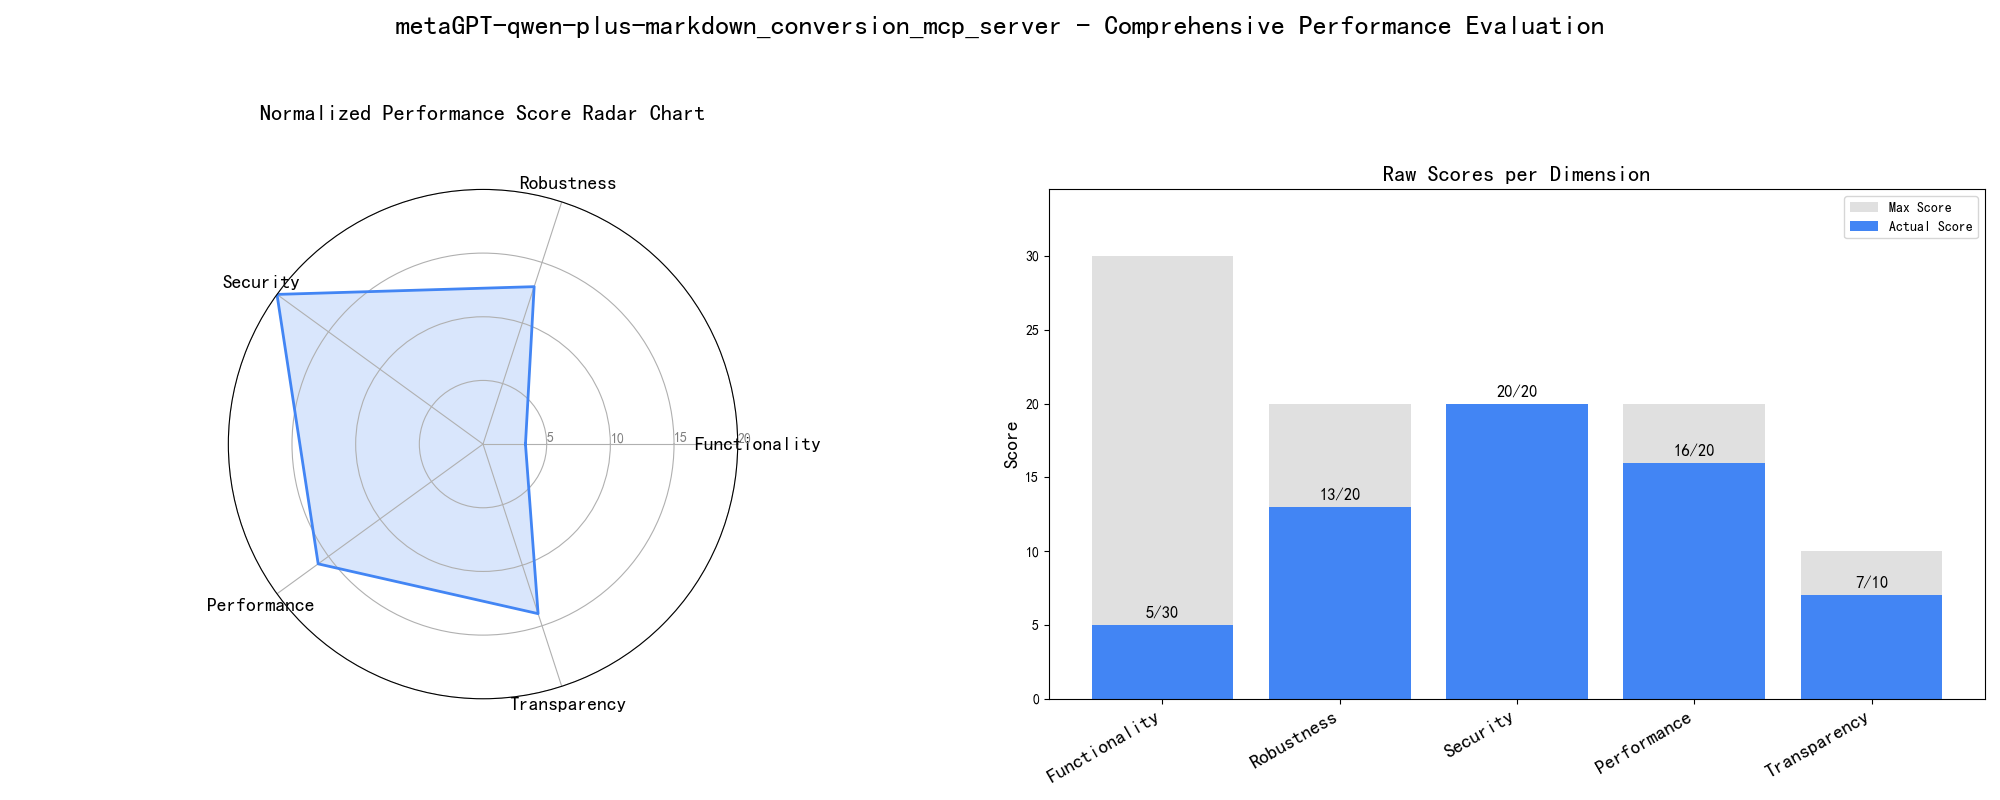 metaGPT-qwen-plus-markdown_conversion_mcp_server - Comprehensive Performance Evaluation
Normalized Performance Score Radar Chart
Robustness
Security
Functionality
Performance
Transparency
5
10
15
20
Raw Scores per Dimension
Max Score
Actual Score
Score
30
25
20
15
10
5
0
5/30
13/20
20/20
16/20
7/10
Functionality
Robustness
Security
Performance
Transparency